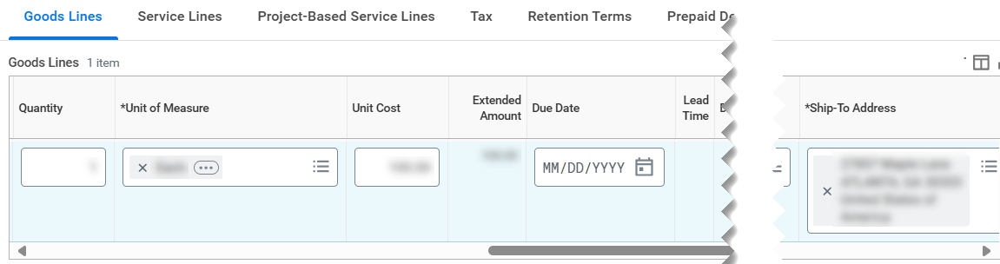 Goods Lines Service Lines Project-Based Service Lines Tax Retention Terms Prepaid
Goods Lines 1 item
Quantity *Unit of Measure Unit Cost Extended Amount Due Date Lead Time *Ship-To Address
MM/DD/YYYY